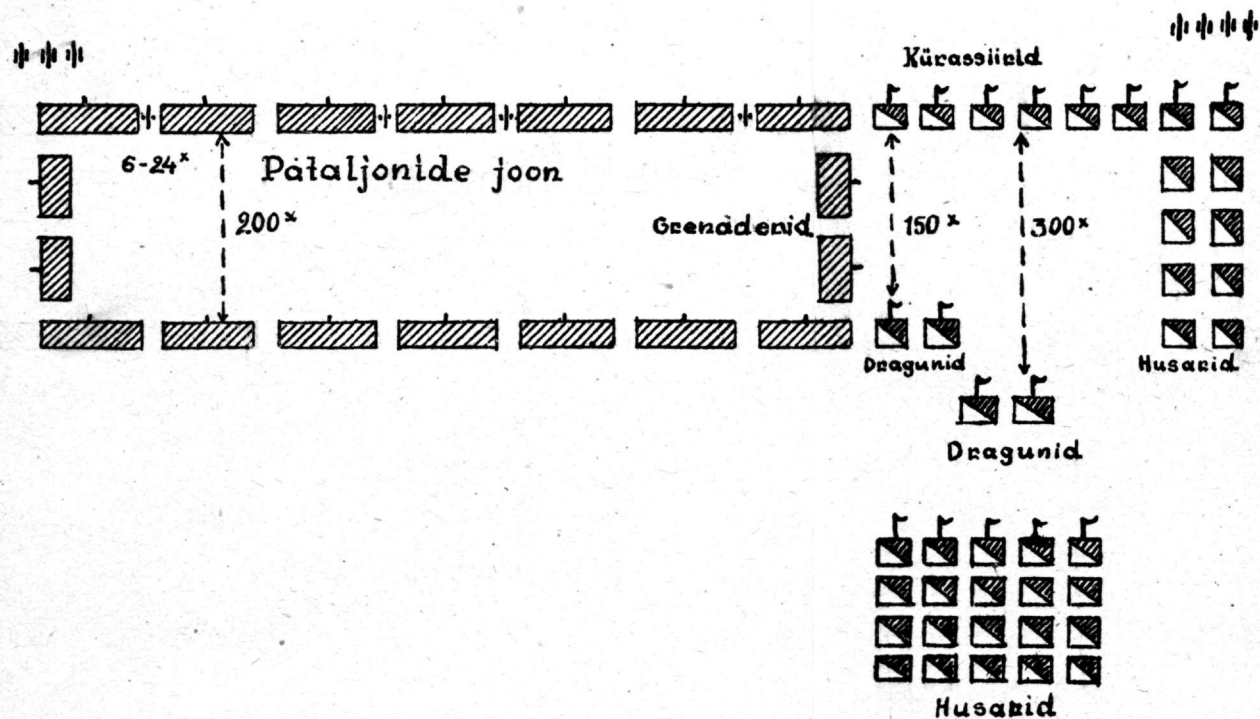 Kürassiirid
6-24ˣ
Pataljonide joon
200ˣ
Grenaderid
150ˣ
300ˣ
Dragunid
Husarid
Dragunid
Husarid